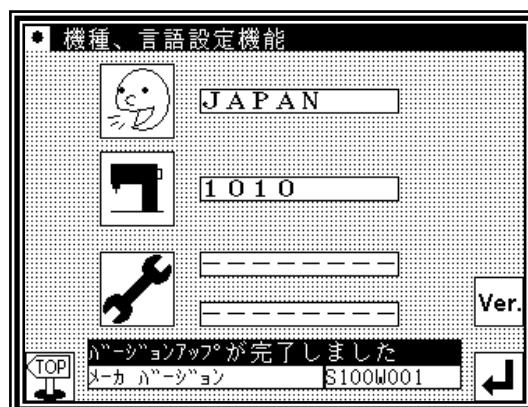 機種、言語設定機能
JAPAN
1010
--------
--------
Ver.
バージョンアップが完了しました
TOP
メーカ バージョン S100W001